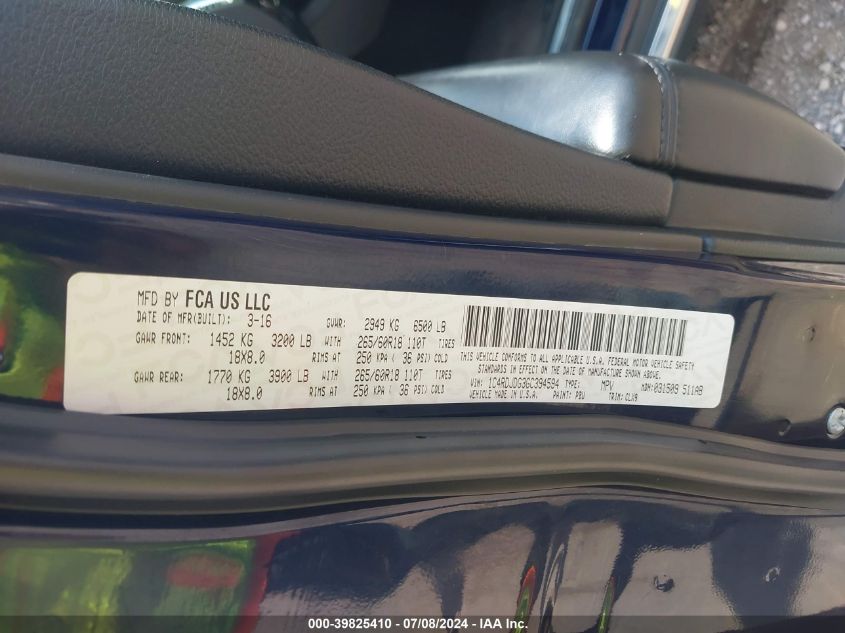 MFD BY FCA US LLC
DATE OF MFR(BUILT): 3-16 GVWR: 2949 KG 6500 LB
GAWR FRONT: 1452 KG 3200 LB WITH 265/60R18 110T TIRES
18X8.0 RIMS AT 250 KPA ( 36 PSI) COLD
GAWR REAR: 1770 KG 3900 LB WITH 265/60R18 110T TIRES
18X8.0 RIMS AT 250 KPA ( 36 PSI) COLD
THIS VEHICLE CONFORMS TO ALL APPLICABLE U.S.A. FEDERAL MOTOR VEHICLE SAFETY
STANDARDS IN EFFECT ON THE DATE OF MANUFACTURE SHOWN ABOVE.
VIN: 1C4RDJDG3GC394594 TYPE: MPV MDH: 031509 511AB
VEHICLE MADE IN U.S.A. PAINT: PBU TRIM: CLX9
000-39825410 - 07/08/2024 - IAA Inc.